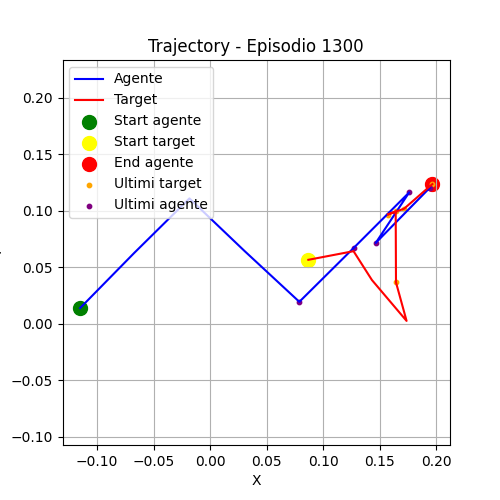 Trajectory - Episodio 1300
Agente
Target
Start agente
Start target
End agente
Ultimi target
Ultimi agente
0.20
0.15
0.10
0.05
0.00
−0.05
−0.10
−0.10
−0.05
0.00
0.05
0.10
0.15
0.20
X